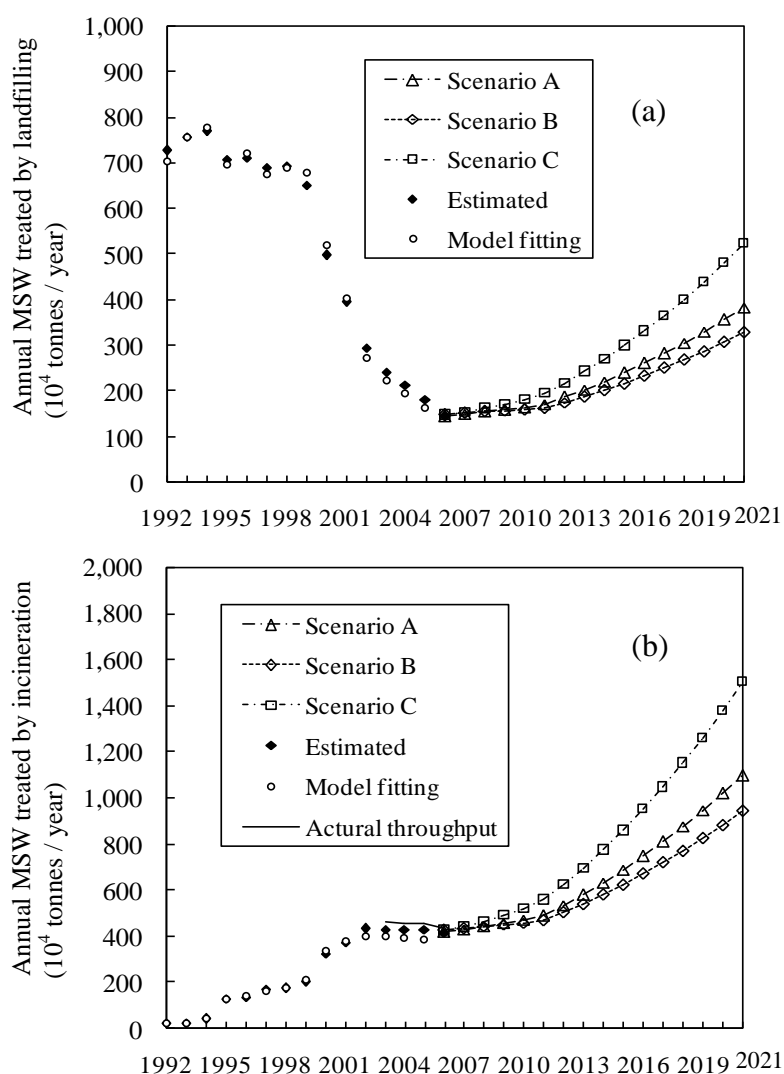 1,000
900
800
700
600
500
400
300
200
100
0
Annual MSW treated by landfilling
(10⁴ tonnes / year)
Scenario A
Scenario B
Scenario C
Estimated
Model fitting
(a)
1992 1995 1998 2001 2004 2007 2010 2013 2016 2019 2021
2,000
1,800
1,600
1,400
1,200
1,000
800
600
400
200
0
Annual MSW treated by incineration
(10⁴ tonnes / year)
Scenario A
Scenario B
Scenario C
Estimated
Model fitting
Actural throughput
(b)
1992 1995 1998 2001 2004 2007 2010 2013 2016 2019 2021